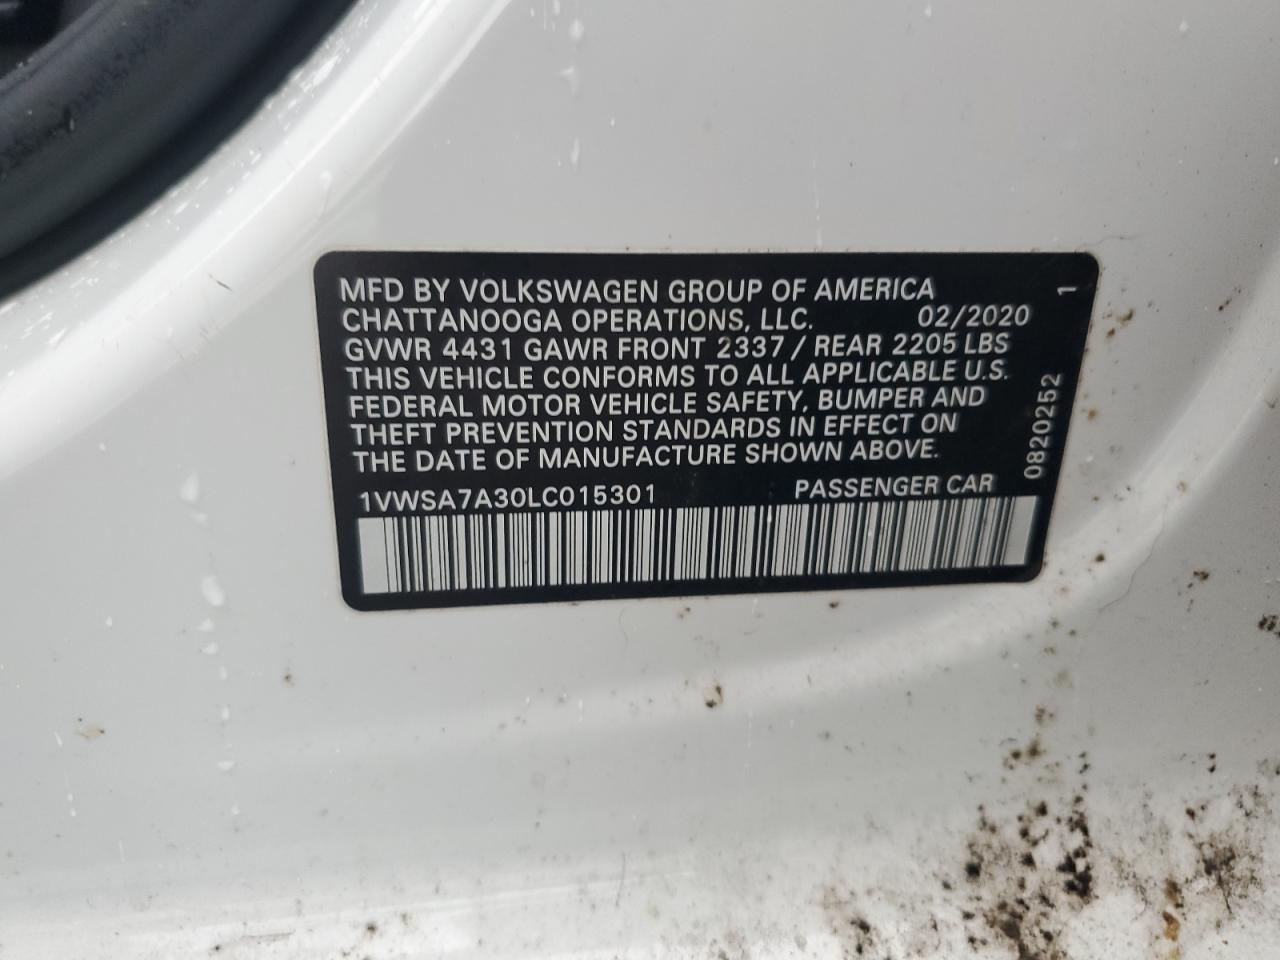 MFD BY VOLKSWAGEN GROUP OF AMERICA
CHATTANOOGA OPERATIONS, LLC. 02/2020
GVWR 4431 GAWR FRONT 2337 / REAR 2205 LBS
THIS VEHICLE CONFORMS TO ALL APPLICABLE U.S.
FEDERAL MOTOR VEHICLE SAFETY, BUMPER AND
THEFT PREVENTION STANDARDS IN EFFECT ON
THE DATE OF MANUFACTURE SHOWN ABOVE.
1VWSA7A30LC015301 PASSENGER CAR
0820252 1